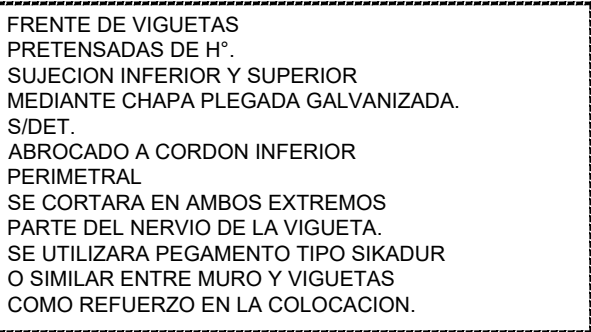 FRENTE DE VIGUETAS
PRETENSADAS DE H°.
SUJECION INFERIOR Y SUPERIOR
MEDIANTE CHAPA PLEGADA GALVANIZADA.
S/DET.
ABROCADO A CORDON INFERIOR
PERIMETRAL
SE CORTARA EN AMBOS EXTREMOS
PARTE DEL NERVIO DE LA VIGUETA.
SE UTILIZARA PEGAMENTO TIPO SIKADUR
O SIMILAR ENTRE MURO Y VIGUETAS
COMO REFUERZO EN LA COLOCACION.